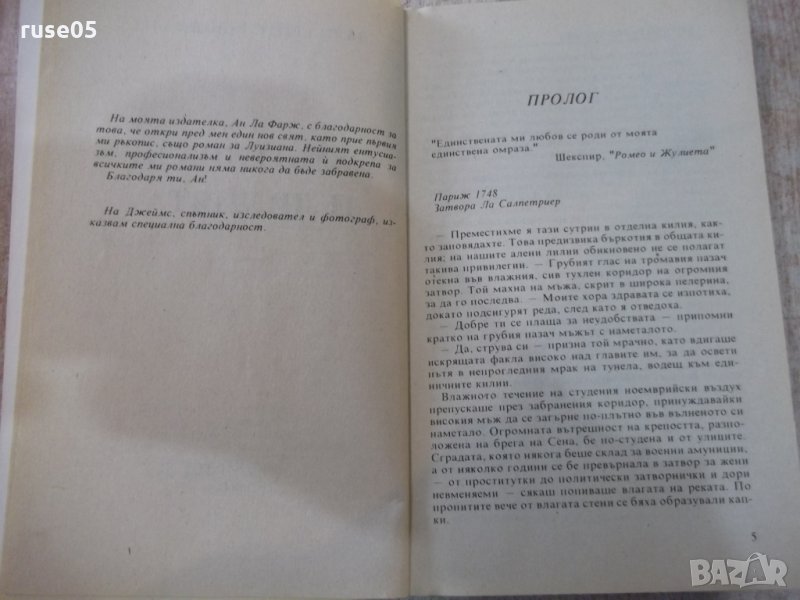 ruse05
На моята издателка, Ан Ла Фарж, с благодарност за
това, че откри пред мен един нов свят, като прие първия
ми ръкопис, също роман за Луизиана. Нейният ентуси-
азъм, професионализъм и невероятната ѝ подкрепа за
всичките ми романи няма никога да бъде забравена.
Благодаря ти, Ан!
На Джеймс, спътник, изследовател и фотограф, из-
казвам специална благодарност.
ПРОЛОГ
"Единствената ми любов се роди от моята
единствена омраза."
Шекспир, "Ромео и Жулиета"
Париж 1748
Затвора Ла Салпетриер
— Преместихме я тази сутрин в отделна килия, как-
то заповядахте. Това предизвика бъркотия в общата ки-
лия; на нашите алени лилии обикновено не се полагат
такива привилегии. — Грубият глас на тромавия пазач
отекна във влажния, сив тухлен коридор на огромния
затвор. Той махна на мъжа, скрит в широка пелерина,
за да го последва. — Моите хора здравата се изпотиха,
докато подсигурят реда, след като я отведоха.
— Добре ти се плаща за неудобствата — припомни
кратко на грубия пазач мъжът с наметалото.
— Да, струва си — призна той мрачно, като вдигаше
искрящата факла високо над главите им, за да освети
пътя в непрогледния мрак на тунела, водещ към еди-
ничните килии.
Влажното течение на студения ноемврийски въздух
препускаше през забранения коридор, принуждавайки
високия мъж да се загърне по-плътно във вълненото си
наметало. Огромната вътрешност на крепостта, разпо-
ложена на брега на Сена, бе по-студена и от улиците.
Сградата, която някога беше склад за военни амуниции,
а от няколко години се бе превърнала в затвор за жени
— от проститутки до политически затворнички и дори
невменяеми — сякаш попиваше влагата на реката. По
пропитите вече от влагата стени се бяха образували кап-
ки.
5
BAZAR
bazar.bg